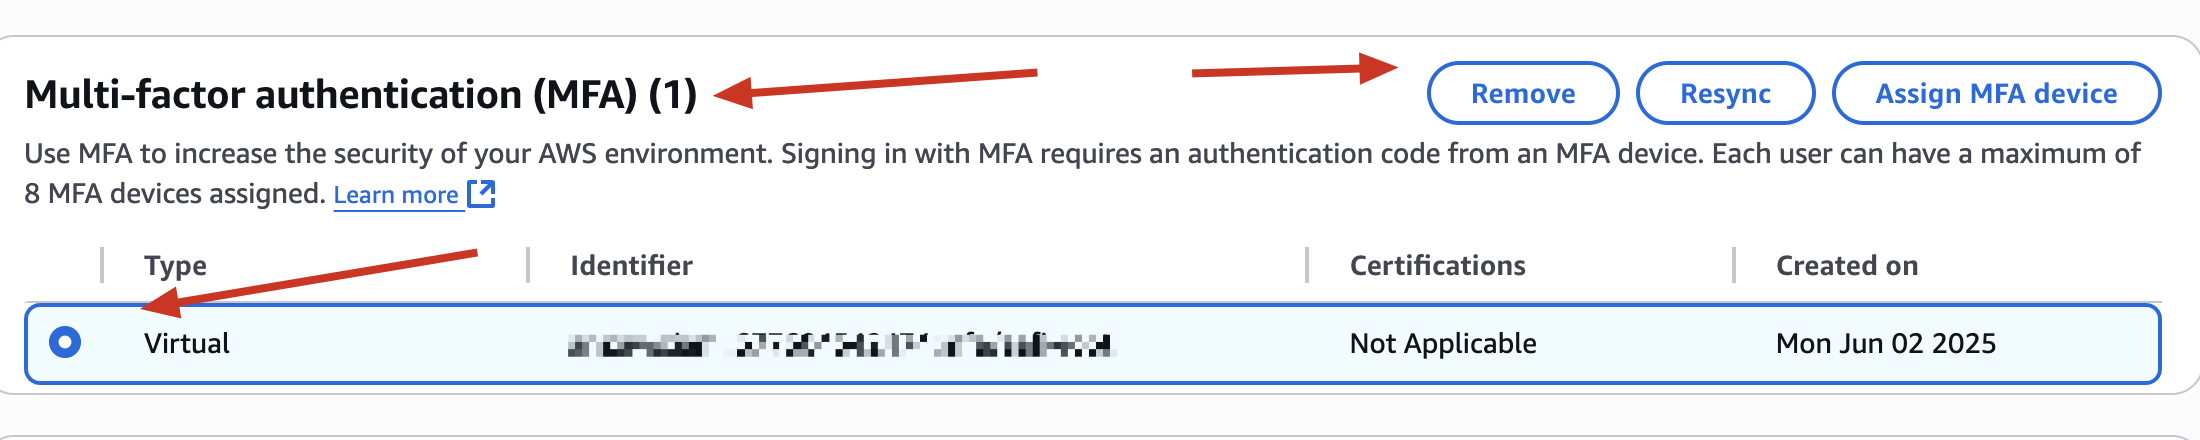 Multi-factor authentication (MFA) (1)
Remove
Resync
Assign MFA device
Use MFA to increase the security of your AWS environment. Signing in with MFA requires an authentication code from an MFA device. Each user can have a maximum of
8 MFA devices assigned. Learn more
Type Identifier Certifications Created on
Virtual Not Applicable Mon Jun 02 2025